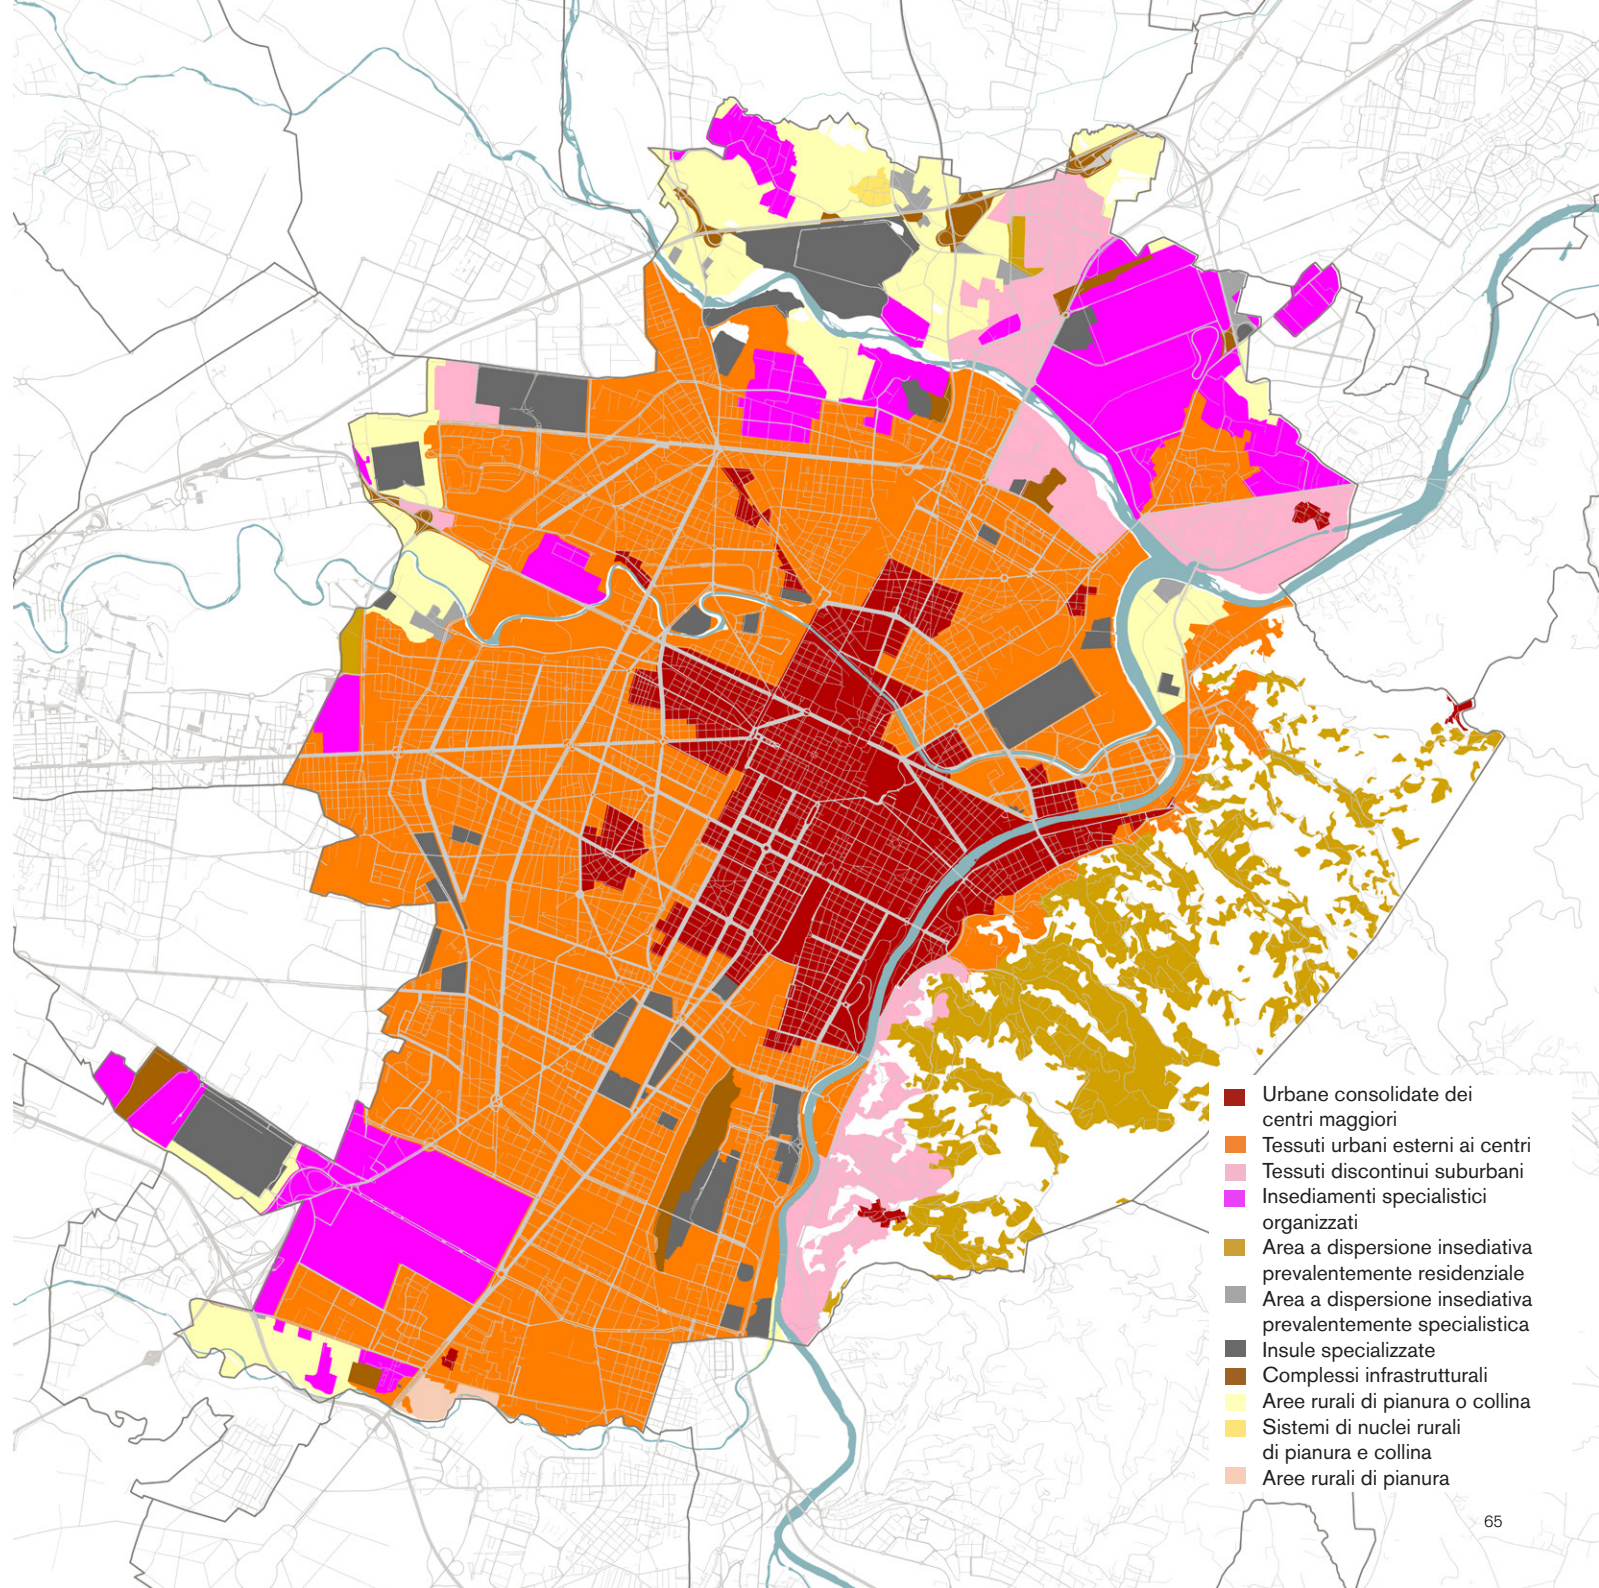 Urbane consolidate dei
centri maggiori
Tessuti urbani esterni ai centri
Tessuti discontinui suburbani
Insediamenti specialistici
organizzati
Area a dispersione insediativa
prevalentemente residenziale
Area a dispersione insediativa
prevalentemente specialistica
Insule specializzate
Complessi infrastrutturali
Aree rurali di pianura o collina
Sistemi di nuclei rurali
di pianura e collina
Aree rurali di pianura
65